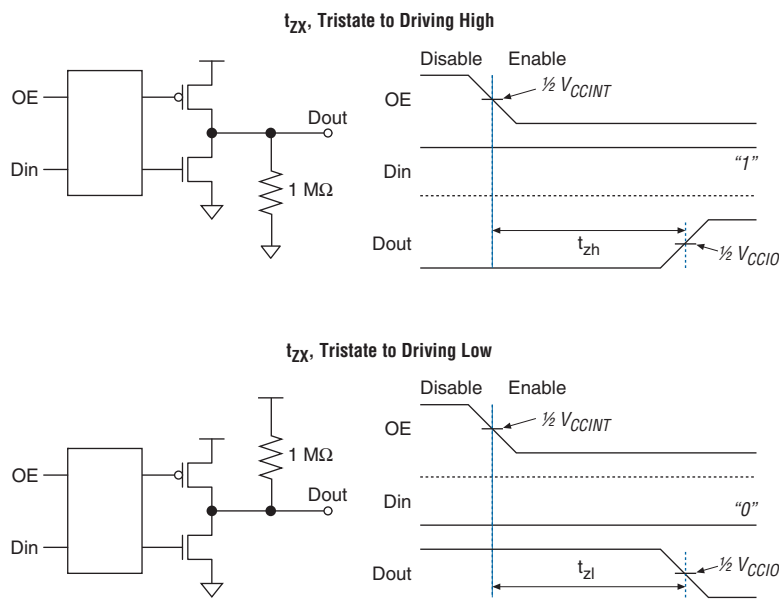 tZX, Tristate to Driving High
Disable Enable
OE
Din
Dout
1 MΩ
OE
½ VCCINT
Din
"1"
Dout
tzh
½ VCCIO
tZX, Tristate to Driving Low
1 MΩ
OE
Din
Dout
Disable Enable
OE
½ VCCINT
Din
"0"
Dout
tzl
½ VCCIO